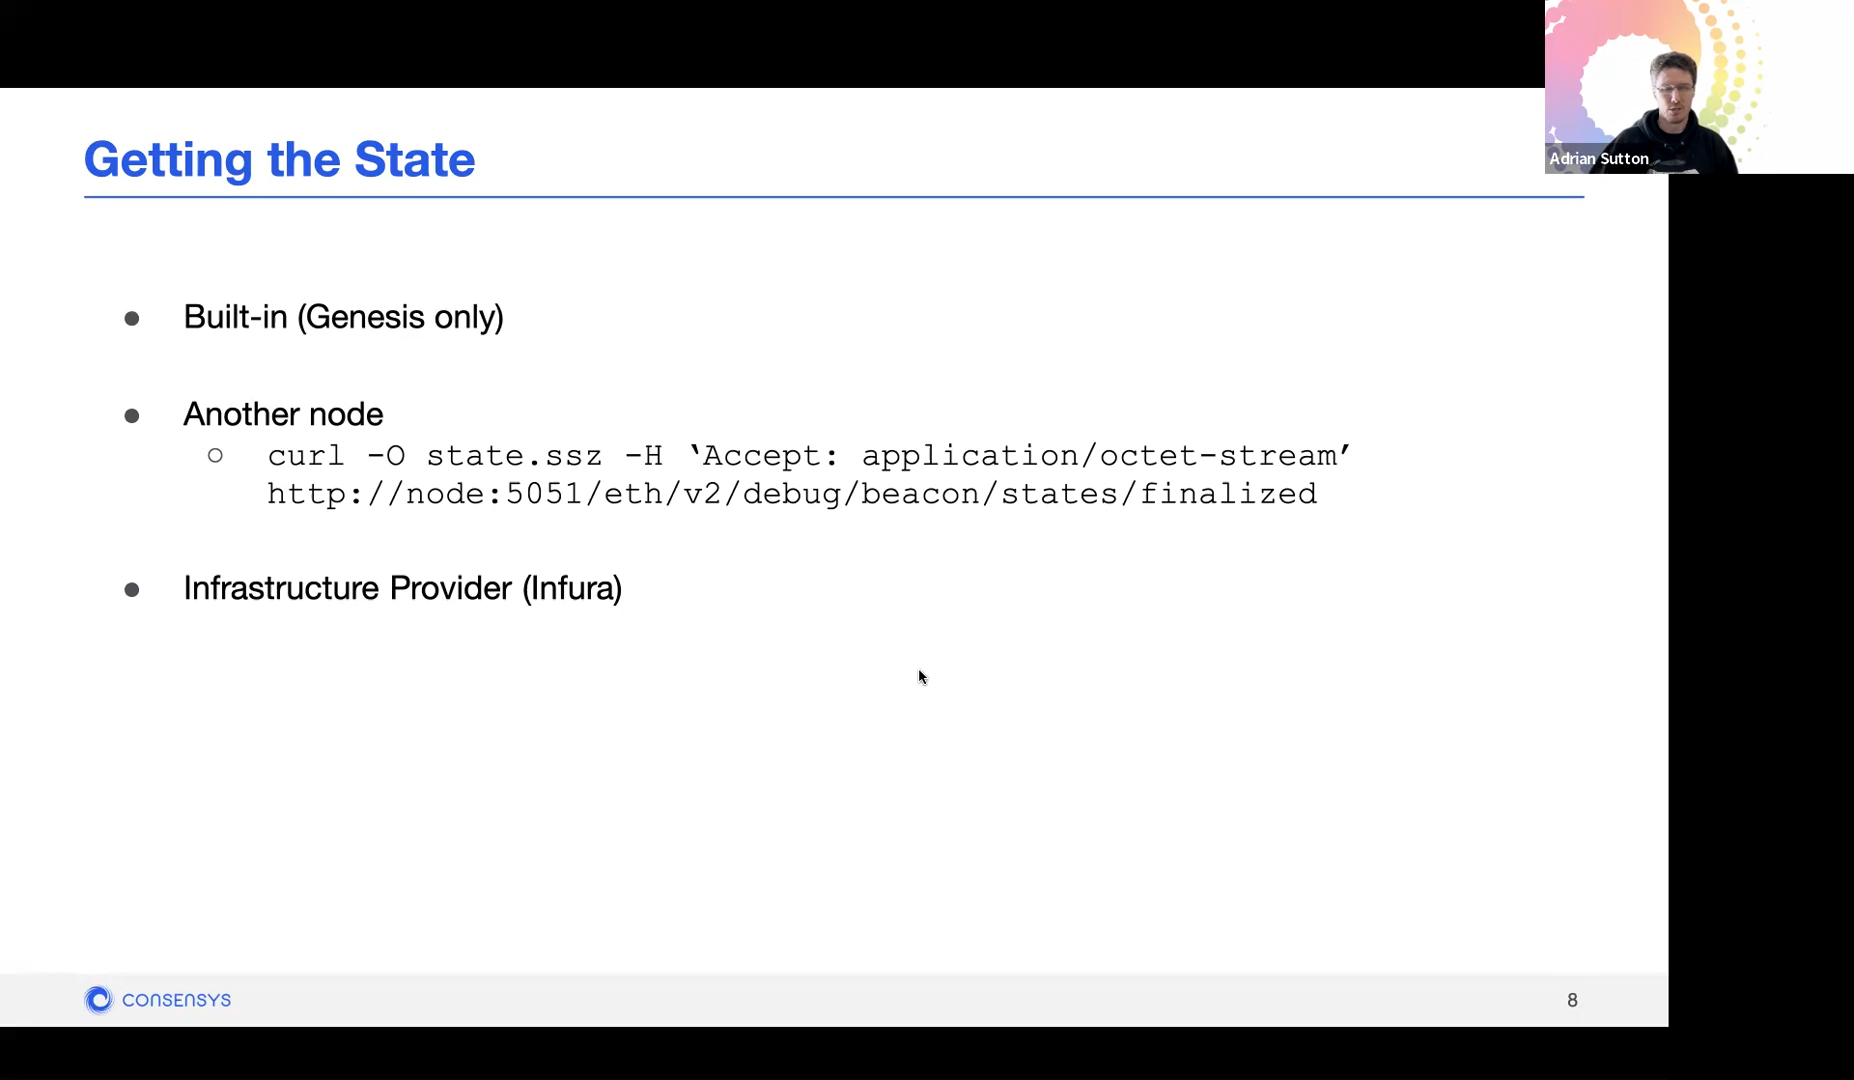 Adrian Sutton
Getting the State
● Built-in (Genesis only)
● Another node
○ curl -O state.ssz -H ‘Accept: application/octet-stream’
http://node:5051/eth/v2/debug/beacon/states/finalized
● Infrastructure Provider (Infura)
CONSENSYS
8